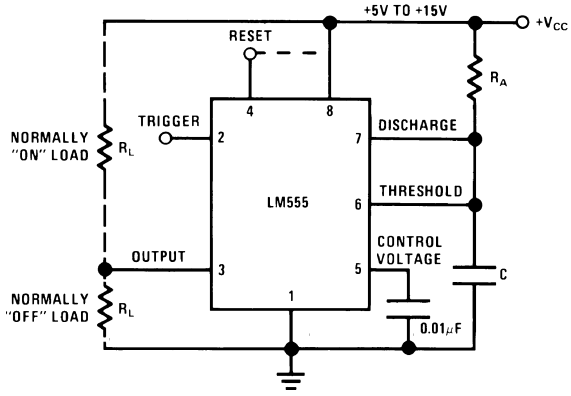 +5V TO +15V
+VCC
RESET
RA
4
8
TRIGGER
2
7
DISCHARGE
NORMALLY
"ON" LOAD
RL
LM555
6
THRESHOLD
OUTPUT
3
5
CONTROL
VOLTAGE
C
NORMALLY
"OFF" LOAD
RL
1
0.01μF